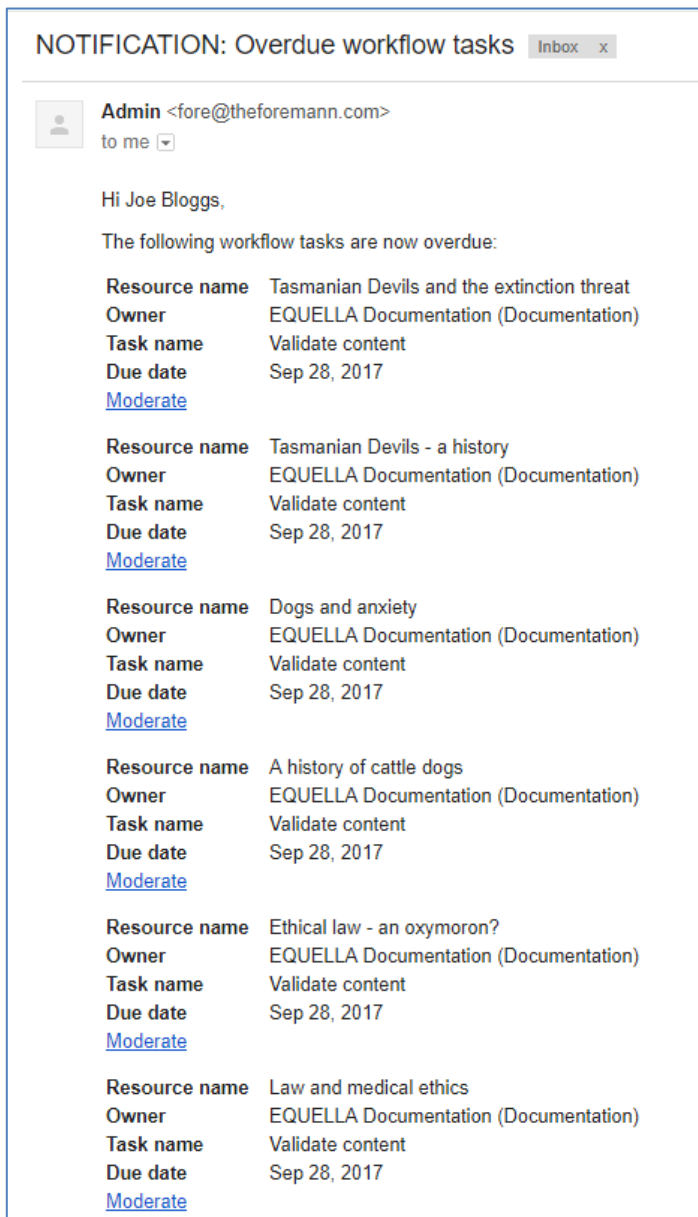 NOTIFICATION: Overdue workflow tasks Inbox x
Admin <fore@theforemann.com>
to me
Hi Joe Bloggs,
The following workflow tasks are now overdue:
Resource name Tasmanian Devils and the extinction threat
Owner EQUELLA Documentation (Documentation)
Task name Validate content
Due date Sep 28, 2017
Moderate
Resource name Tasmanian Devils - a history
Owner EQUELLA Documentation (Documentation)
Task name Validate content
Due date Sep 28, 2017
Moderate
Resource name Dogs and anxiety
Owner EQUELLA Documentation (Documentation)
Task name Validate content
Due date Sep 28, 2017
Moderate
Resource name A history of cattle dogs
Owner EQUELLA Documentation (Documentation)
Task name Validate content
Due date Sep 28, 2017
Moderate
Resource name Ethical law - an oxymoron?
Owner EQUELLA Documentation (Documentation)
Task name Validate content
Due date Sep 28, 2017
Moderate
Resource name Law and medical ethics
Owner EQUELLA Documentation (Documentation)
Task name Validate content
Due date Sep 28, 2017
Moderate